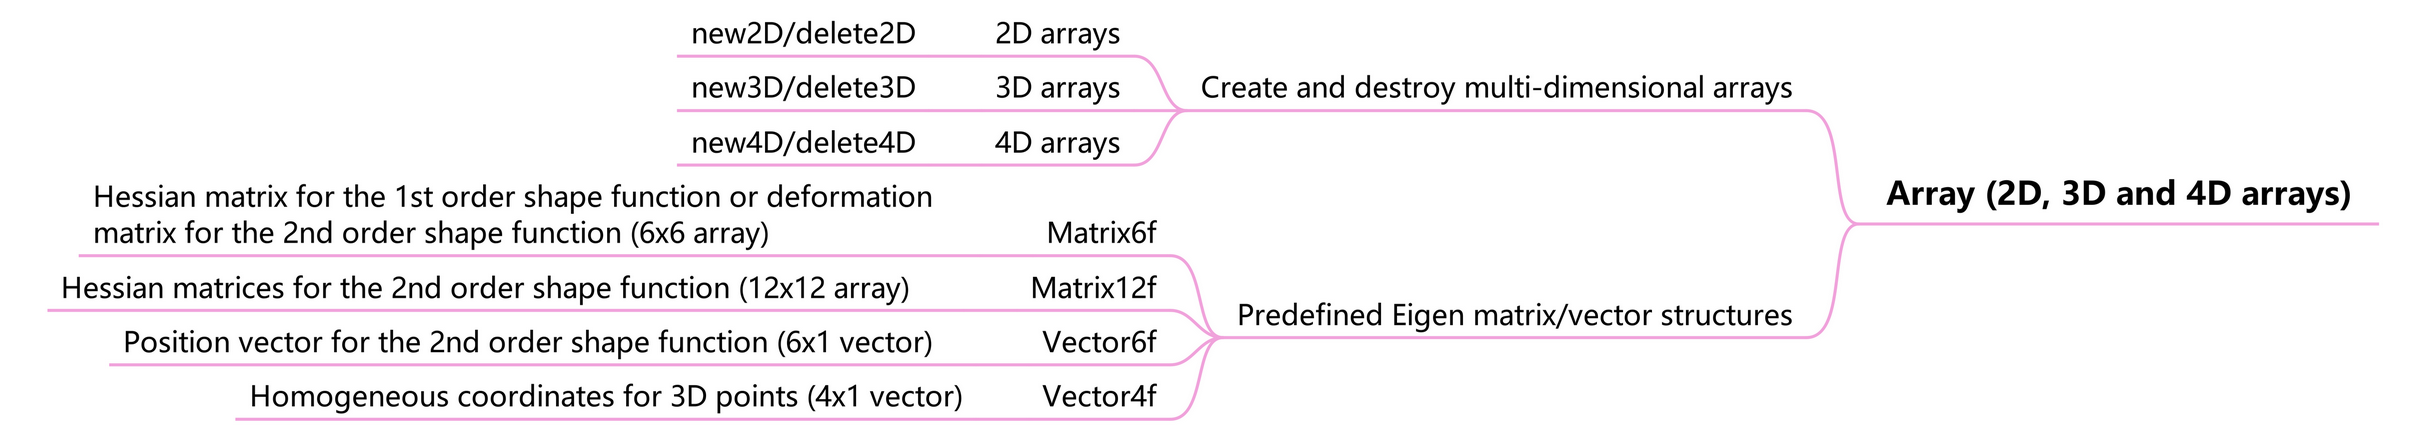 new2D/delete2D 2D arrays
new3D/delete3D 3D arrays
Create and destroy multi-dimensional arrays
new4D/delete4D 4D arrays
Array (2D, 3D and 4D arrays)
Hessian matrix for the 1st order shape function or deformation
matrix for the 2nd order shape function (6x6 array) Matrix6f
Hessian matrices for the 2nd order shape function (12x12 array) Matrix12f
Predefined Eigen matrix/vector structures
Position vector for the 2nd order shape function (6x1 vector) Vector6f
Homogeneous coordinates for 3D points (4x1 vector) Vector4f